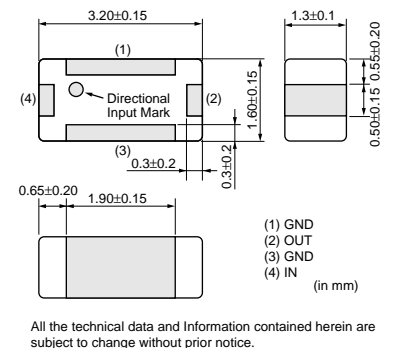 3.20±0.15
1.3±0.1
(1)
(4)
Directional
Input Mark
(2)
1.60±0.15
0.55±0.20
0.50±0.15
(3)
0.3±0.2
0.3±0.2
0.65±0.20
1.90±0.15
(1) GND
(2) OUT
(3) GND
(4) IN
(in mm)
All the technical data and Information contained herein are
subject to change without prior notice.